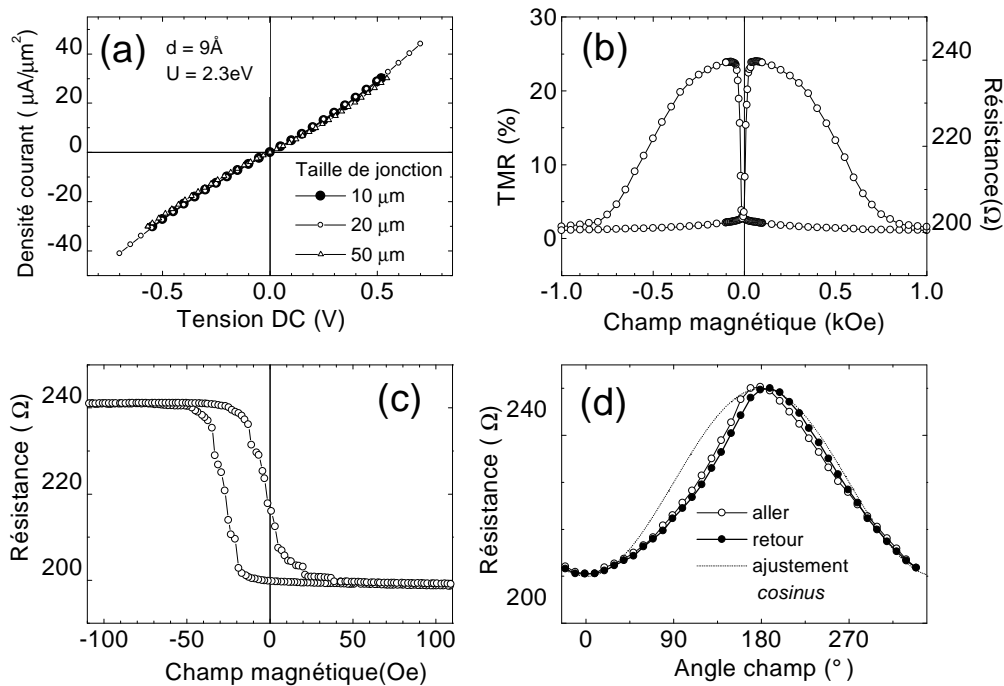 (a)
d = 9Å
U = 2.3eV
40
20
0
-20
-40
Densité courant ( μA/μm²)
Taille de jonction
10 μm
20 μm
50 μm
-0.5
0.0
0.5
Tension DC (V)
(b)
30
25
20
15
10
5
0
TMR (%)
240
220
200
Résistance(Ω)
-1.0
-0.5
0.0
0.5
1.0
Champ magnétique (kOe)
(c)
240
220
200
Résistance ( Ω)
-100
-50
0
50
100
Champ magnétique(Oe)
(d)
240
200
Résistance ( Ω)
aller
retour
ajustement
cosinus
0
90
180
270
Angle champ (°)